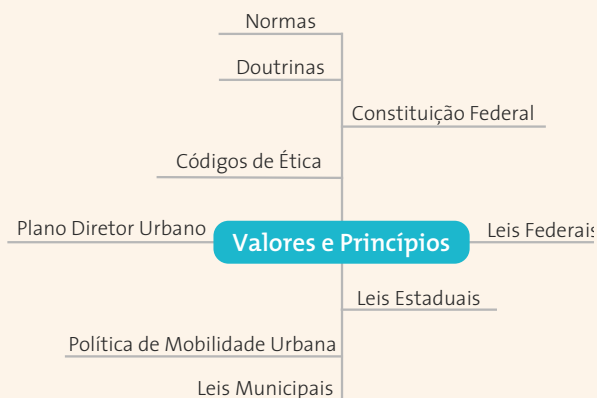 Normas
Doutrinas
Constituição Federal
Códigos de Ética
Plano Diretor Urbano
Valores e Princípios
Leis Federais
Leis Estaduais
Política de Mobilidade Urbana
Leis Municipais